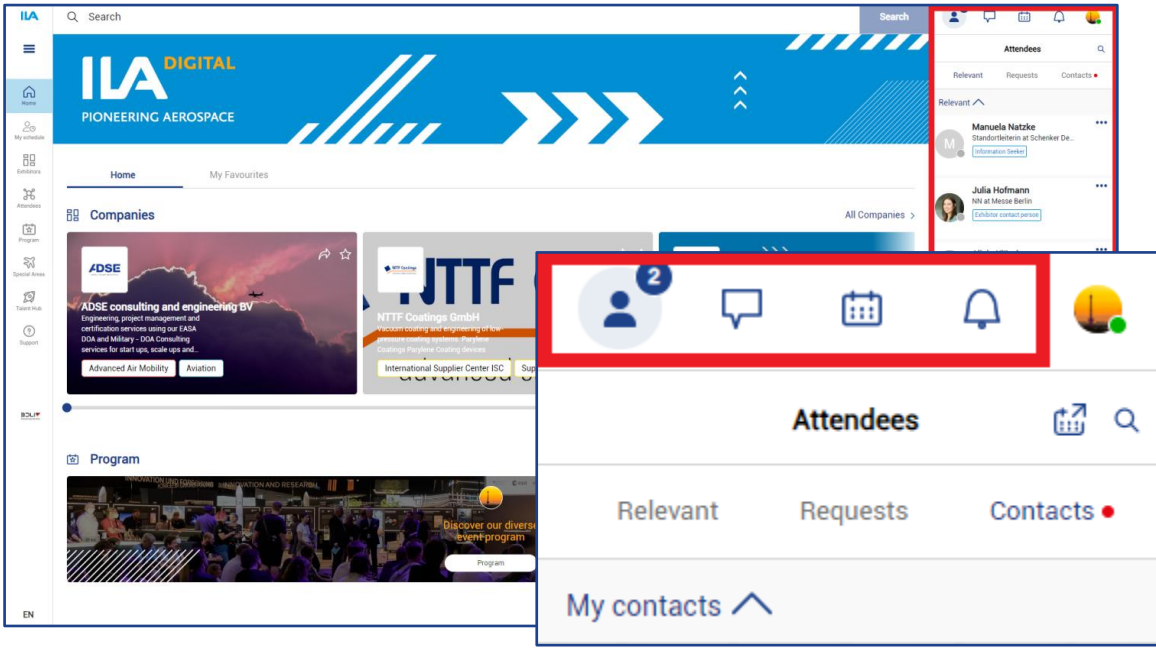 ILA
Search
Search
Home
My schedule
Exhibitors
Attendees
Program
Special Areas
Talent Hub
Support
EN
ILA DIGITAL
PIONEERING AEROSPACE
Home My Favourites
Companies
All Companies >
ADSE
ADSE consulting and engineering BV
Engineering, project management and
certification services using our EASA
DOA and Military - DOA Consulting
services for start ups, scale ups and...
Advanced Air Mobility Aviation
NTTF
NTTF Coatings GmbH
Vacuum coating and engineering of low-
pressure coating systems. Parylene
Coatings Parylene Coating devices.
International Supplier Center ISC
Program
INNOVATION AND RESEARCH
Discover our diverse
event program
Program
Attendees
Relevant Requests Contacts
Relevant
M
Manuela Natzke
Standortleiterin at Schenker De...
Information Seeker
Julia Hofmann
NN at Messe Berlin
Exhibitor contact person
2
Attendees
Relevant Requests Contacts
My contacts